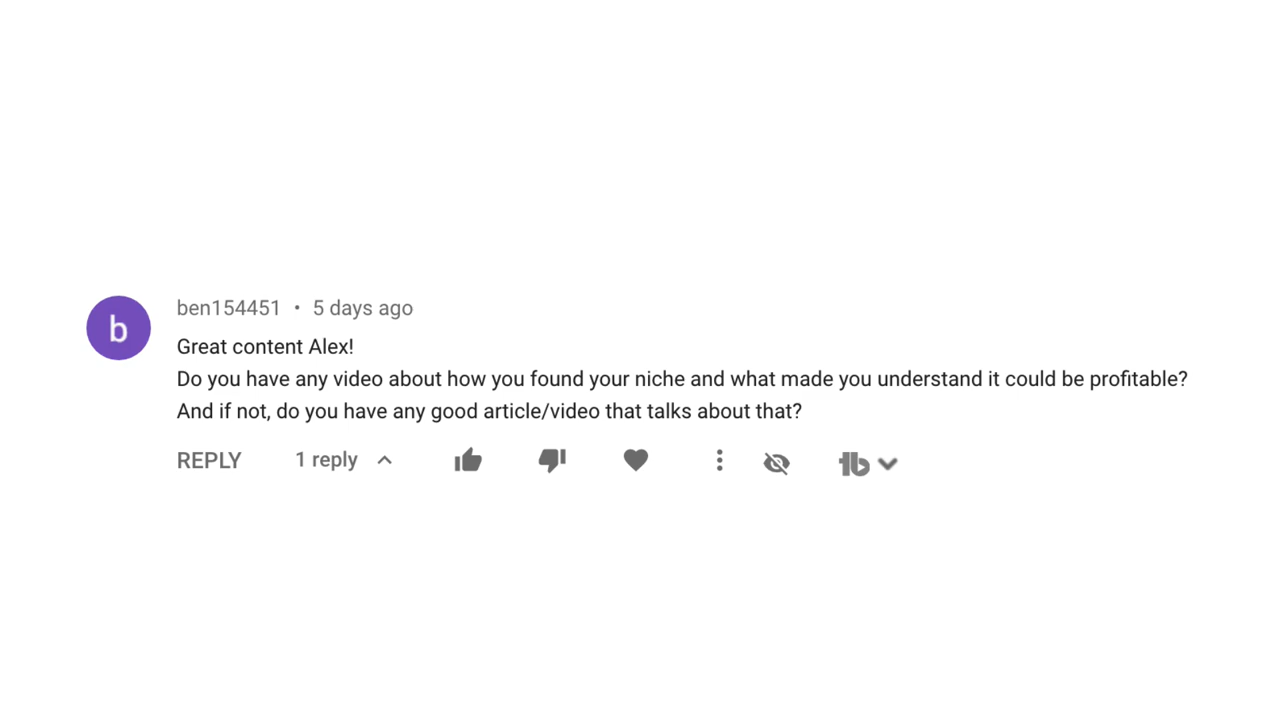 b
ben154451 • 5 days ago
Great content Alex!
Do you have any video about how you found your niche and what made you understand it could be profitable?
And if not, do you have any good article/video that talks about that?
REPLY 1 reply tb